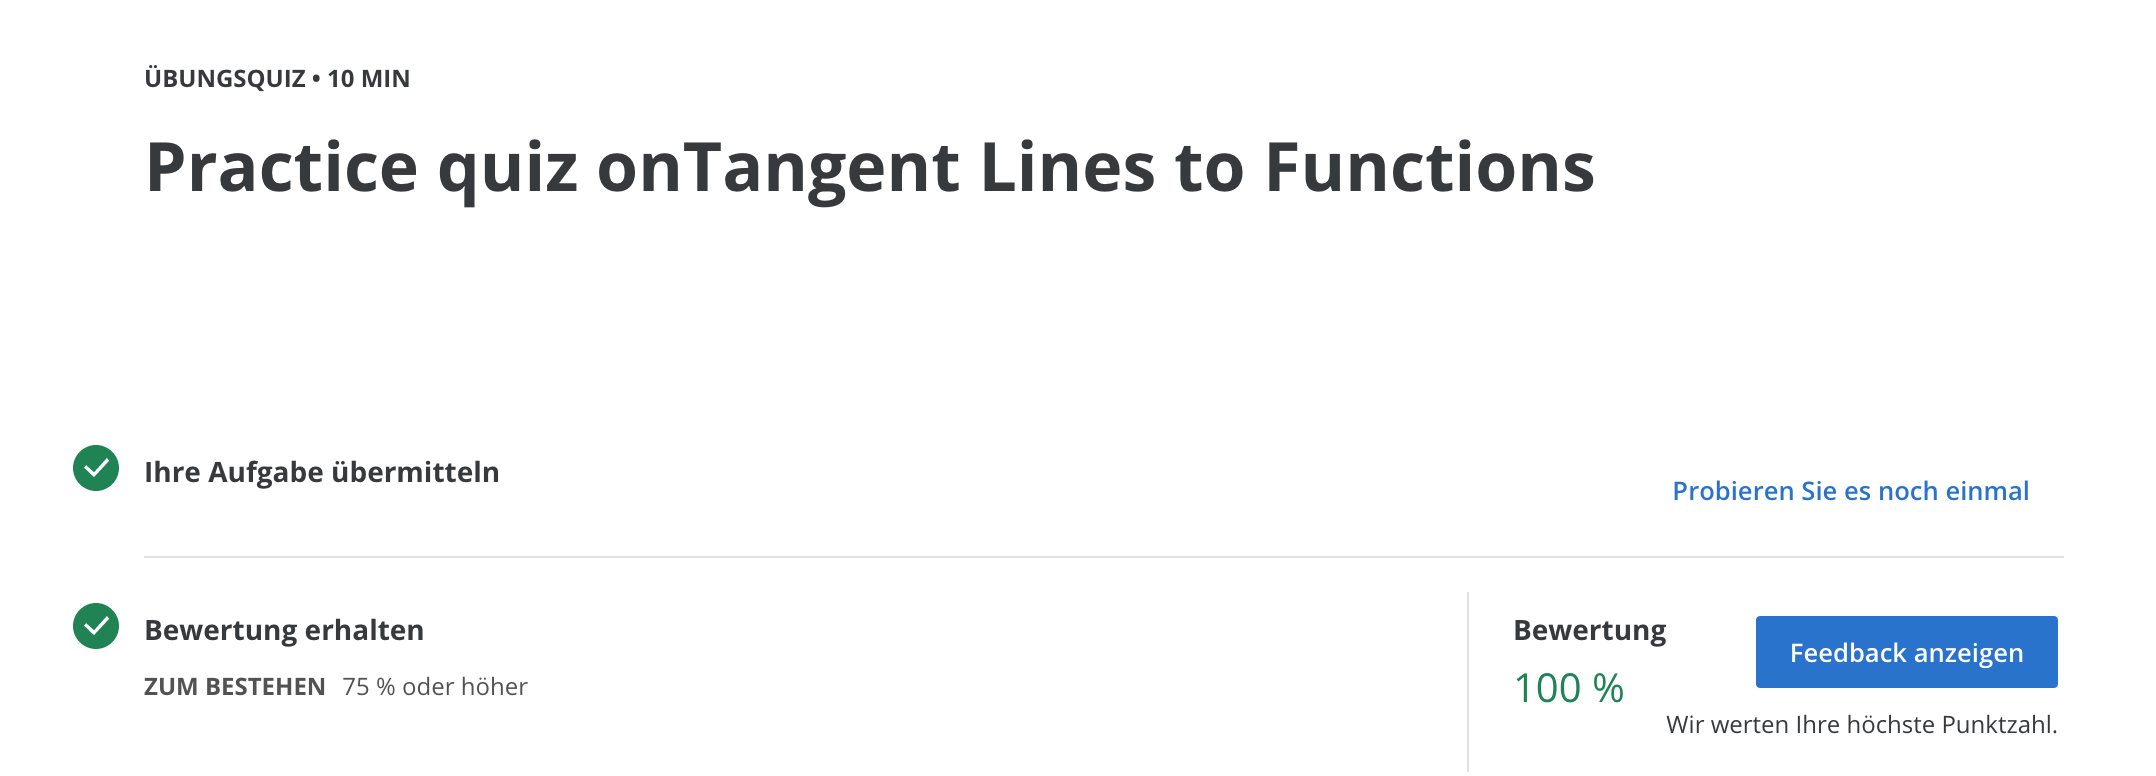 ÜBUNGSQUIZ • 10 MIN
Practice quiz onTangent Lines to Functions
Ihre Aufgabe übermitteln
Probieren Sie es noch einmal
Bewertung erhalten
ZUM BESTEHEN 75 % oder höher
Bewertung
100 %
Feedback anzeigen
Wir werten Ihre höchste Punktzahl.